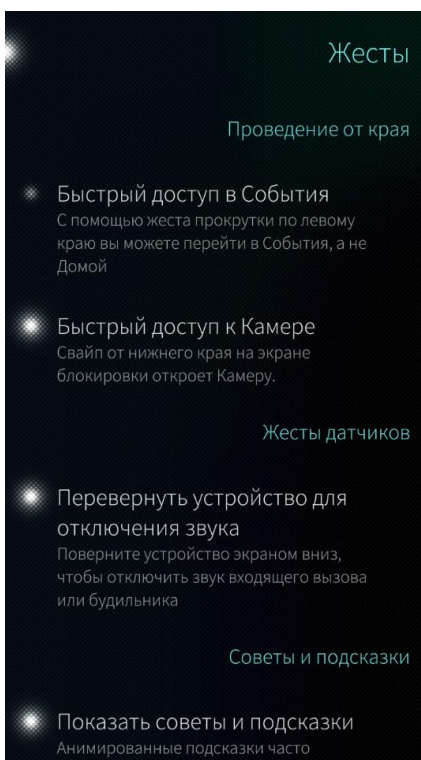 Жесты
Проведение от края
Быстрый доступ в События
С помощью жеста прокрутки по левому
краю вы можете перейти в События, а не
Домой
Быстрый доступ к Камере
Свайп от нижнего края на экране
блокировки откроет Камеру.
Жесты датчиков
Перевернуть устройство для
отключения звука
Поверните устройство экраном вниз,
чтобы отключить звук входящего вызова
или будильника
Советы и подсказки
Показать советы и подсказки
Анимированные подсказки часто